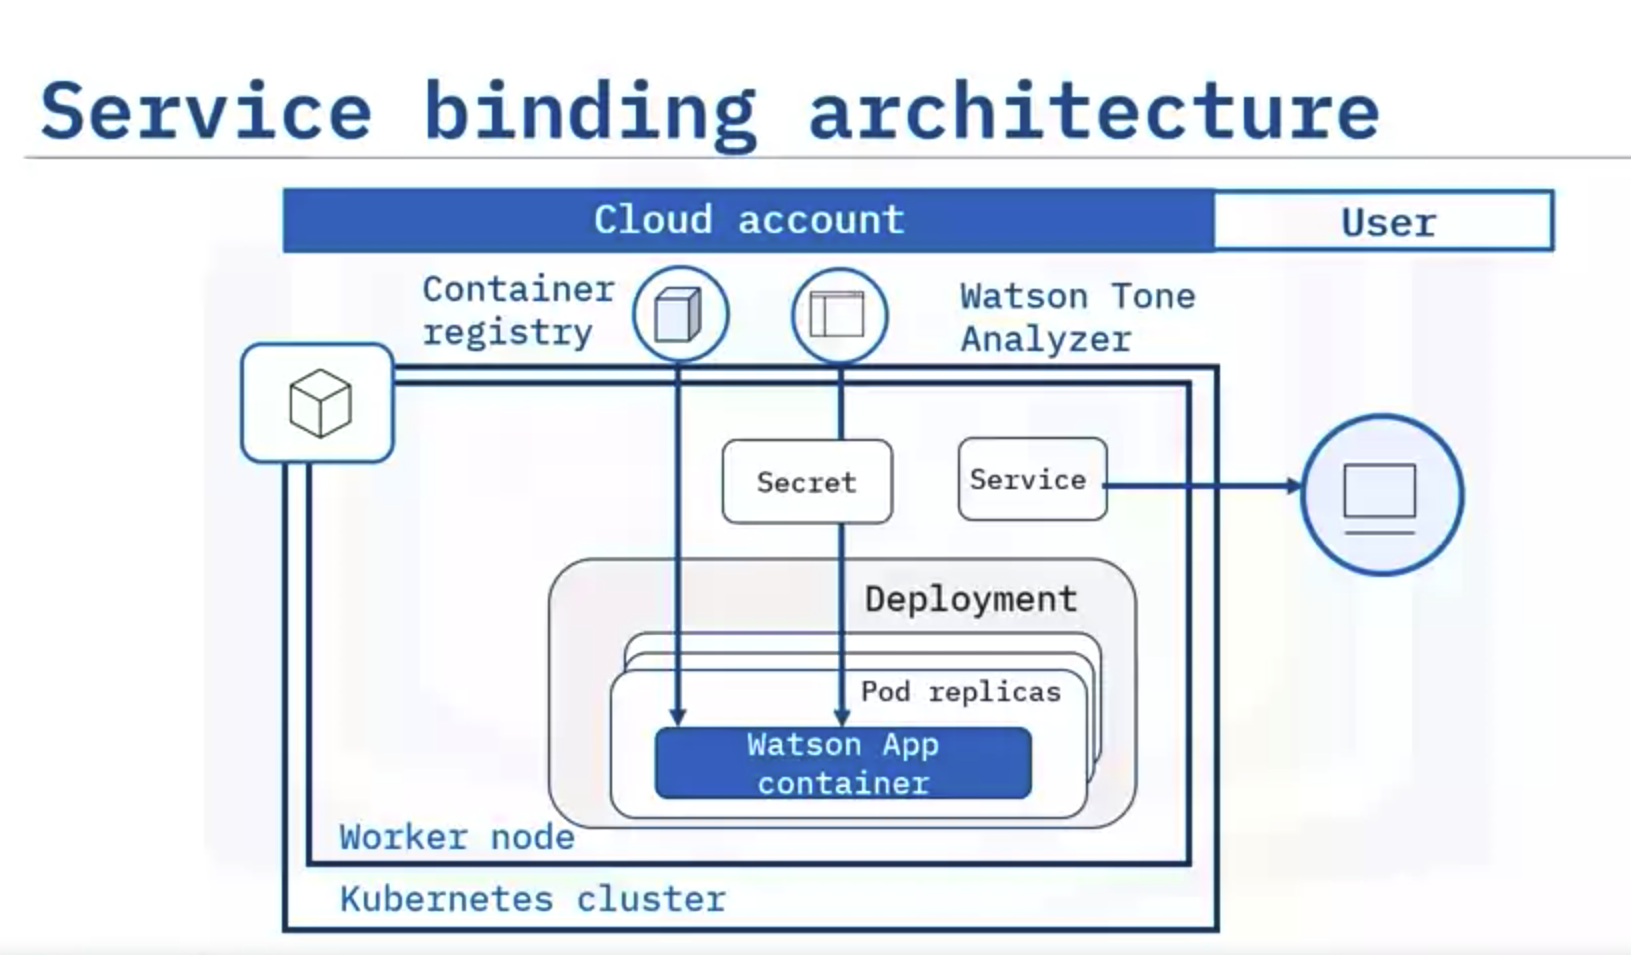 Service binding architecture
Cloud account
User
Container
registry
Watson Tone
Analyzer
Secret
Service
Deployment
Pod replicas
Watson App
container
Worker node
Kubernetes cluster